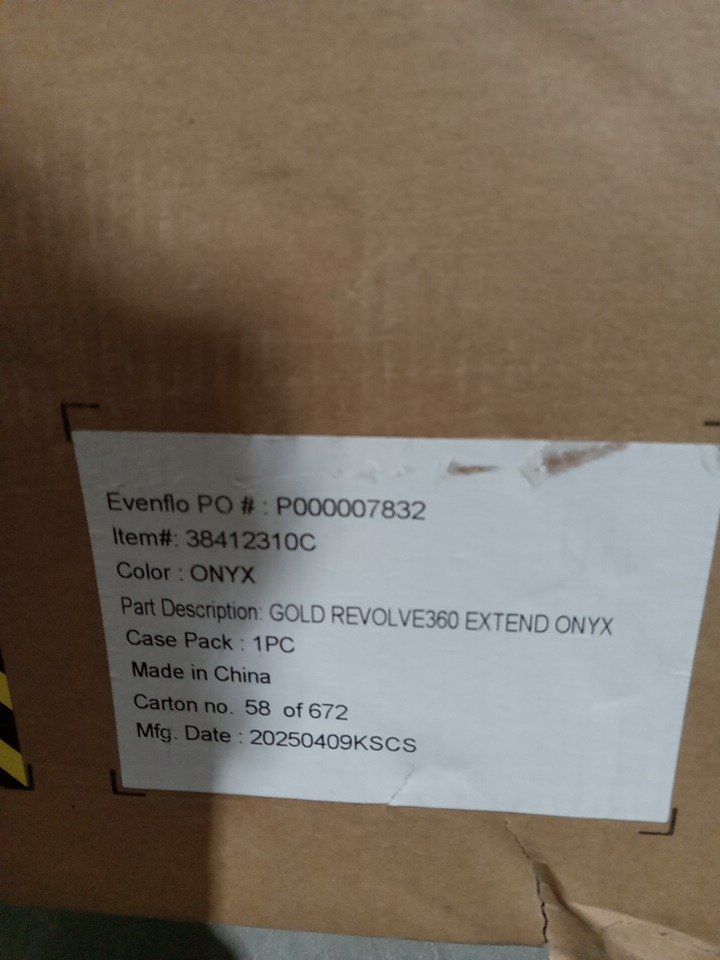 Evenflo PO # : P000007832
Item#: 38412310C
Color : ONYX
Part Description: GOLD REVOLVE360 EXTEND ONYX
Case Pack : 1PC
Made in China
Carton no. 58 of 672
Mfg. Date : 20250409KSCS